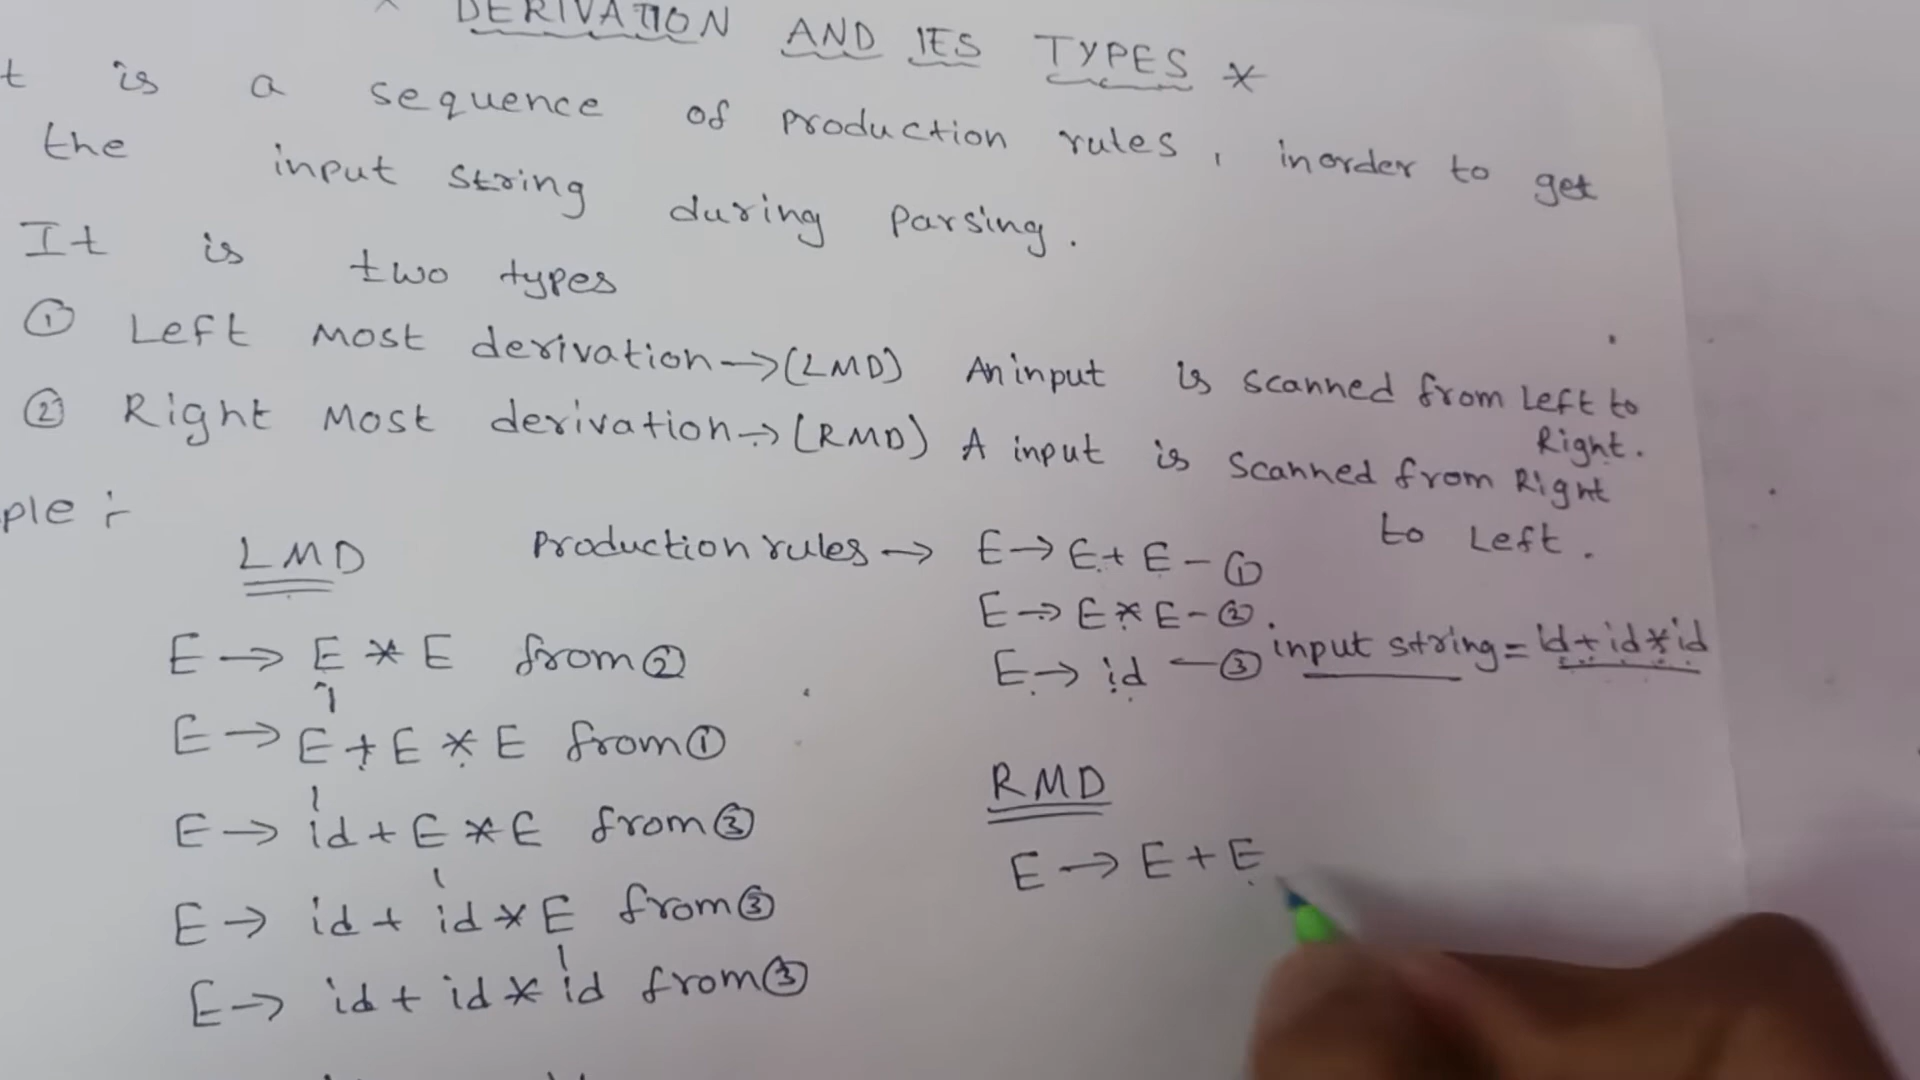 * DERIVATION AND IES TYPES *
t is a sequence of production rules, inorder to get
the input string during parsing.
It is two types
① Left Most derivation → (LMD) An input is scanned from Left to
Right.
② Right Most derivation → (RMD) A input is scanned from Right
to Left.
ple :-
LMD
Production rules → E → E + E - ①
E → E * E - ②.
E → id - ③ input string = id + id * id
E → E * E from ②
E → E + E * E from ①
E → id + E * E from ③
E → id + id * E from ③
E → id + id * id from ③
RMD
E → E + E